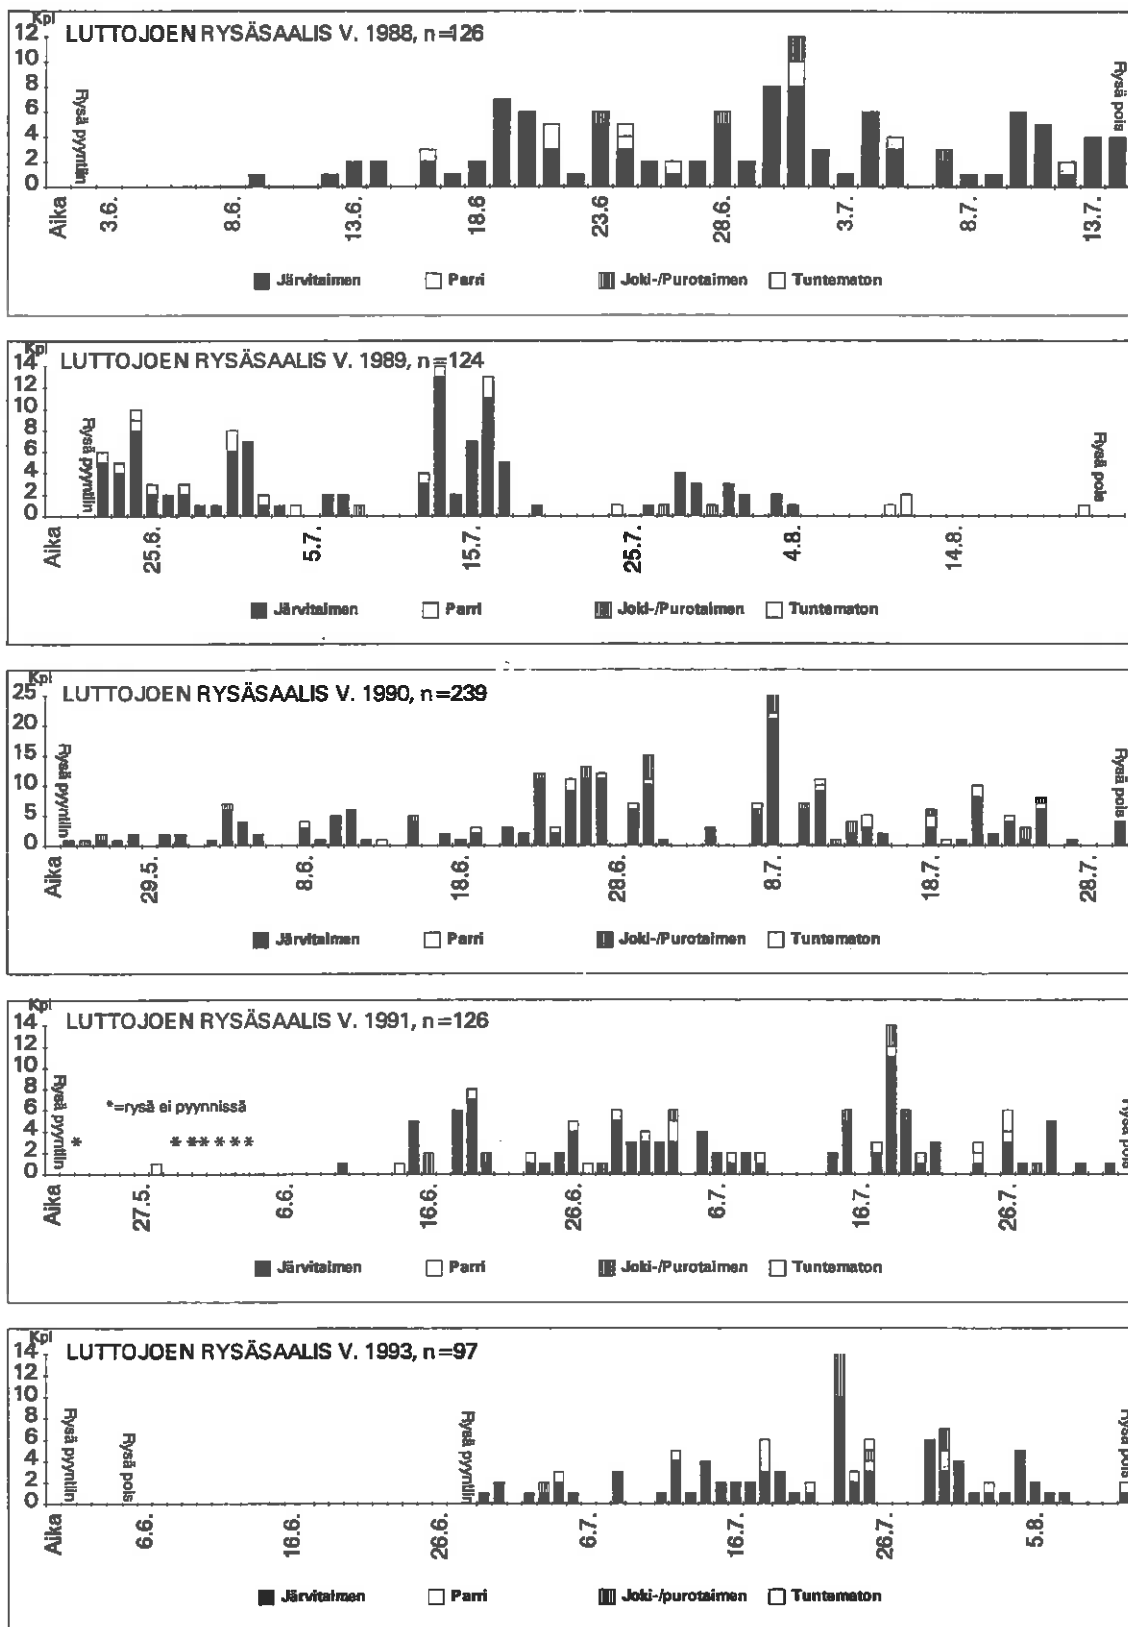 Kpl
LUTTOJOEN RYSÄSAALIS V. 1988, n=126
12
10
8
6
4
2
0
Rysä pyyntiin
Rysä pois
Aika 3.6. 8.6. 13.6. 18.6 23.6 28.6. 3.7. 8.7. 13.7.
Järvitaimen Parri Joki-/Purotaimen Tuntematon
Kpl
LUTTOJOEN RYSÄSAALIS V. 1989, n=124
14
12
10
8
6
4
2
0
Rysä pyyntiin
Rysä pois
Aika 25.6. 5.7. 15.7. 25.7. 4.8. 14.8.
Järvitaimen Parri Joki-/Purotaimen Tuntematon
LUTTOJOEN RYSÄSAALIS V. 1990, n=239
25
20
15
10
5
0
Rysä pyyntiin
Rysä pois
Aika 29.5. 8.6. 18.6. 28.6. 8.7. 18.7. 28.7.
Järvitaimen Parri Joki-/Purotaimen Tuntematon
Kpl
LUTTOJOEN RYSÄSAALIS V. 1991, n=126
14
12
10
8
6
4
2
0
Rysä pyyntiin
*=rysä ei pyynnissä
* * * * * * *
Rysä pois
Aika 27.5. 6.6. 16.6. 26.6. 6.7. 16.7. 26.7.
Järvitaimen Parri Joki-/Purotaimen Tuntematon
Kpl
LUTTOJOEN RYSÄSAALIS V. 1993, n=97
14
12
10
8
6
4
2
0
Rysä pyyntiin
Rysä pois
Rysä pyyntiin
Rysä pois
Aika 6.6. 16.6. 26.6. 6.7. 16.7. 26.7. 5.8.
Järvitaimen Parri Joki-/purotaimen Tuntematon